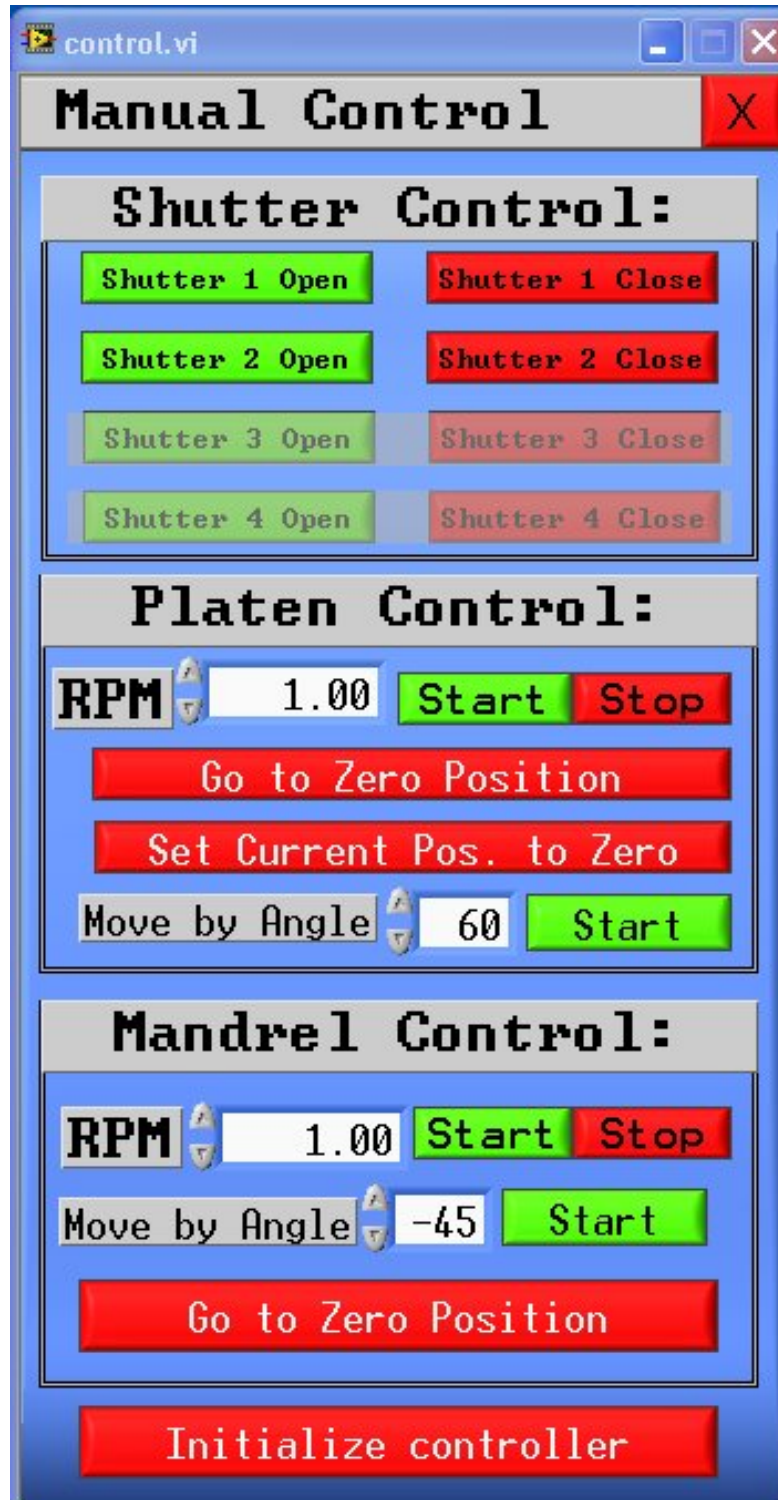 control.vi
Manual Control X
Shutter Control:
Shutter 1 Open Shutter 1 Close
Shutter 2 Open Shutter 2 Close
Shutter 3 Open Shutter 3 Close
Shutter 4 Open Shutter 4 Close
Platen Control:
RPM 1.00 Start Stop
Go to Zero Position
Set Current Pos. to Zero
Move by Angle 60 Start
Mandrel Control:
RPM 1.00 Start Stop
Move by Angle -45 Start
Go to Zero Position
Initialize controller